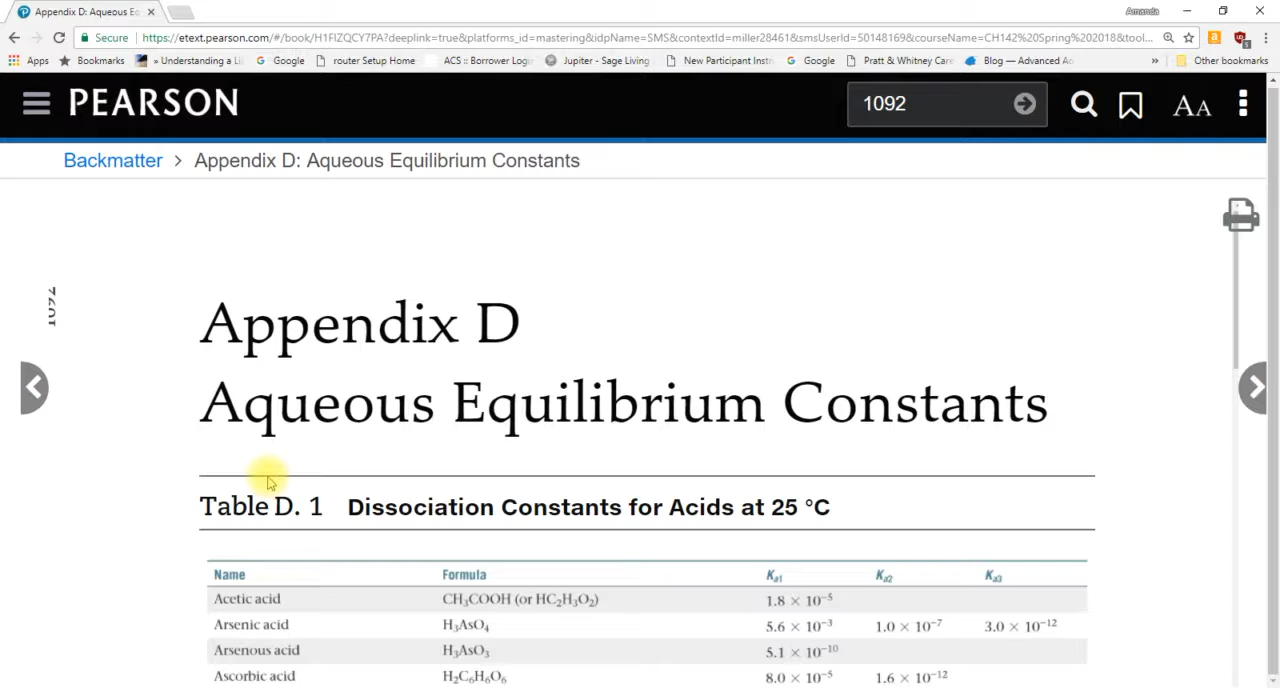 Appendix D: Aqueous Ec
Amanda
Secure https://etext.pearson.com/#/book/H1FIZQCY7PA?deeplink=true&platforms_id=mastering&idpName=SMS&contextId=miller28461&smsUserId=50148169&courseName=CH142%20Spring%202018&tool...
Apps Bookmarks » Understanding a Li Google router Setup Home ACS :: Borrower Logi Jupiter - Sage Living New Participant Instr Google Pratt & Whitney Care Blog — Advanced Ac » Other bookmarks
PEARSON 1092 AA
Backmatter > Appendix D: Aqueous Equilibrium Constants
1092
Appendix D
Aqueous Equilibrium Constants
Table D. 1 Dissociation Constants for Acids at 25 °C
Name Formula Ka1 Ka2 Ka3
Acetic acid CH₃COOH (or HC₂H₃O₂) 1.8 × 10⁻⁵
Arsenic acid H₃AsO₄ 5.6 × 10⁻³ 1.0 × 10⁻⁷ 3.0 × 10⁻¹²
Arsenous acid H₃AsO₃ 5.1 × 10⁻¹⁰
Ascorbic acid H₂C₆H₆O₆ 8.0 × 10⁻⁵ 1.6 × 10⁻¹²